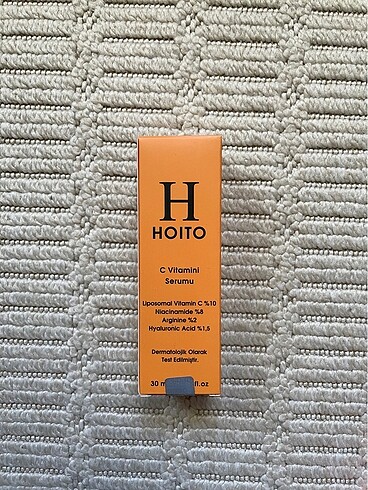 H
HOITO
C Vitamini
Serumu
Liposomal Vitamin C %10
Niacinamide %8
Arginine %2
Hyaluronic Acid %1,5
Dermatolojik Olarak
Test Edilmiştir.
30 fl.oz